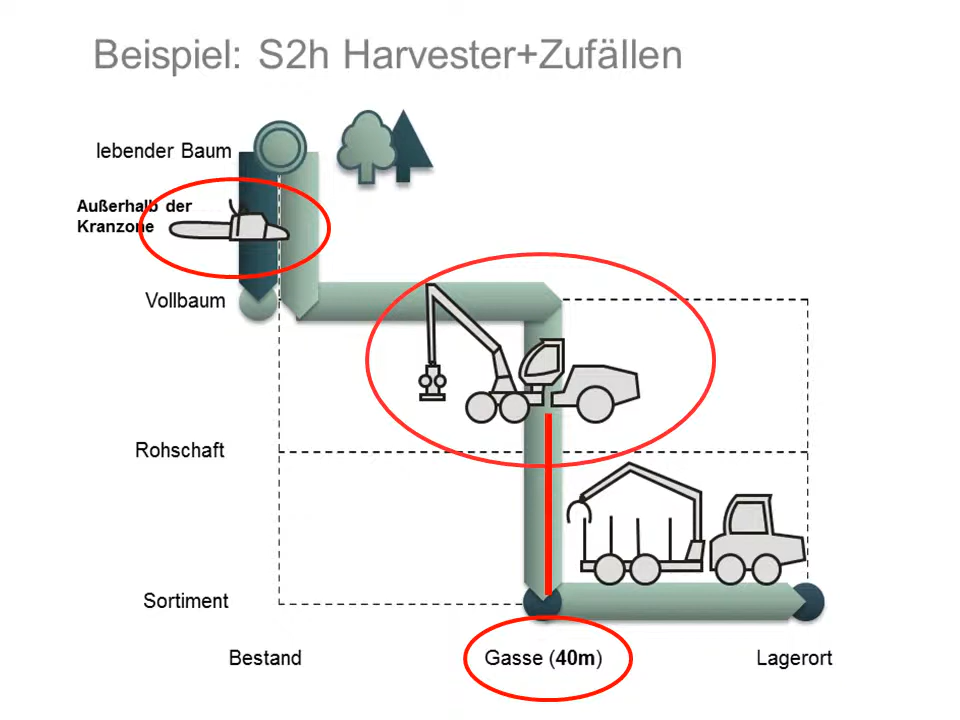 Beispiel: S2h Harvester+Zufällen
lebender Baum
Außerhalb der
Kranzone
Vollbaum
Rohschaft
Sortiment
Bestand
Gasse (40m)
Lagerort